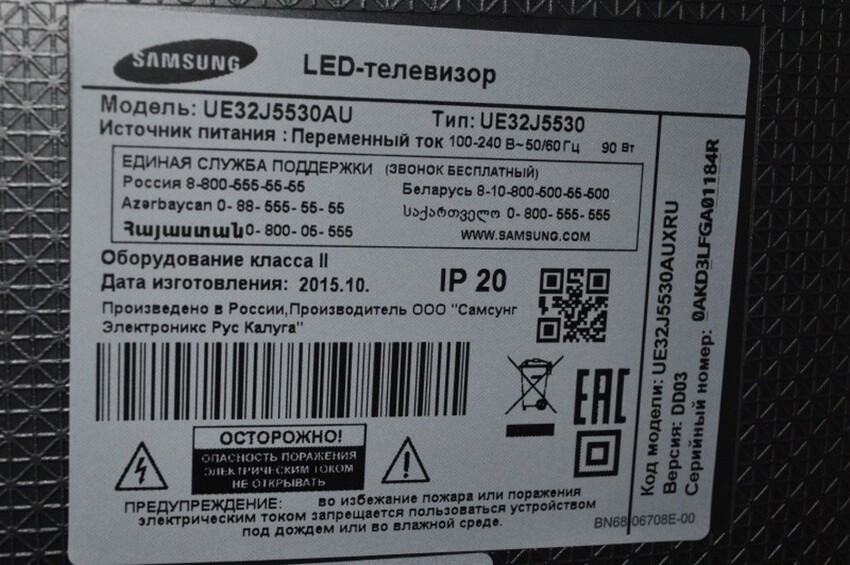 SAMSUNG
LED-телевизор
Модель: UE32J5530AU
Тип: UE32J5530
Источник питания : Переменный ток 100-240 В~50/60Гц 90 Вт
ЕДИНАЯ СЛУЖБА ПОДДЕРЖКИ (ЗВОНОК БЕСПЛАТНЫЙ)
Россия 8-800-555-55-55
Беларусь 8-10-800-500-55-500
Azərbaycan 0-88-555-55-55
საქართველო 0-800-555-555
Հայաստան 0-800-05-555
WWW.SAMSUNG.COM
Оборудование класса II
Дата изготовления: 2015.10.
IP 20
Произведено в России,Производитель ООО "Самсунг
Электроникс Рус Калуга"
EAC
ОСТОРОЖНО!
ОПАСНОСТЬ ПОРАЖЕНИЯ
ЭЛЕКТРИЧЕСКИМ ТОКОМ
НЕ ОТКРЫВАТЬ
ПРЕДУПРЕЖДЕНИЕ: во избежание пожара или поражения
электрическим током запрещается пользоваться устройством
под дождем или во влажной среде.
BN68-06708E-00
Код модели: UE32J5530AUXRU
Версия: DD03
Серийный номер: 0AKD3LFGA01184R